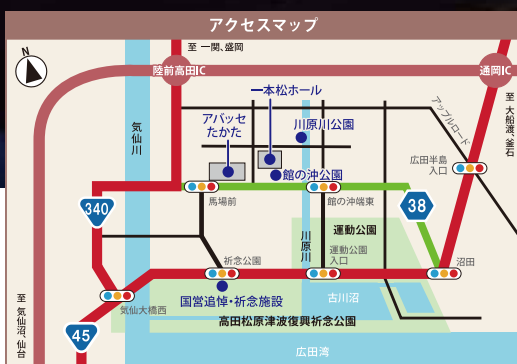 アクセスマップ
N
至 一関、盛岡
陸前高田IC
通岡IC
一本松ホール
アップルロード
至 大船渡、釜石
アバッセ
たかた
川原川公園
気仙川
広田半島
入口
館の沖公園
馬場前
館の沖端東
38
340
運動公園
川原川
祈念公園
運動公園
入口
沼田
国営追悼・祈念施設
古川沼
気仙大橋西
至 気仙沼、仙台
高田松原津波復興祈念公園
45
広田湾